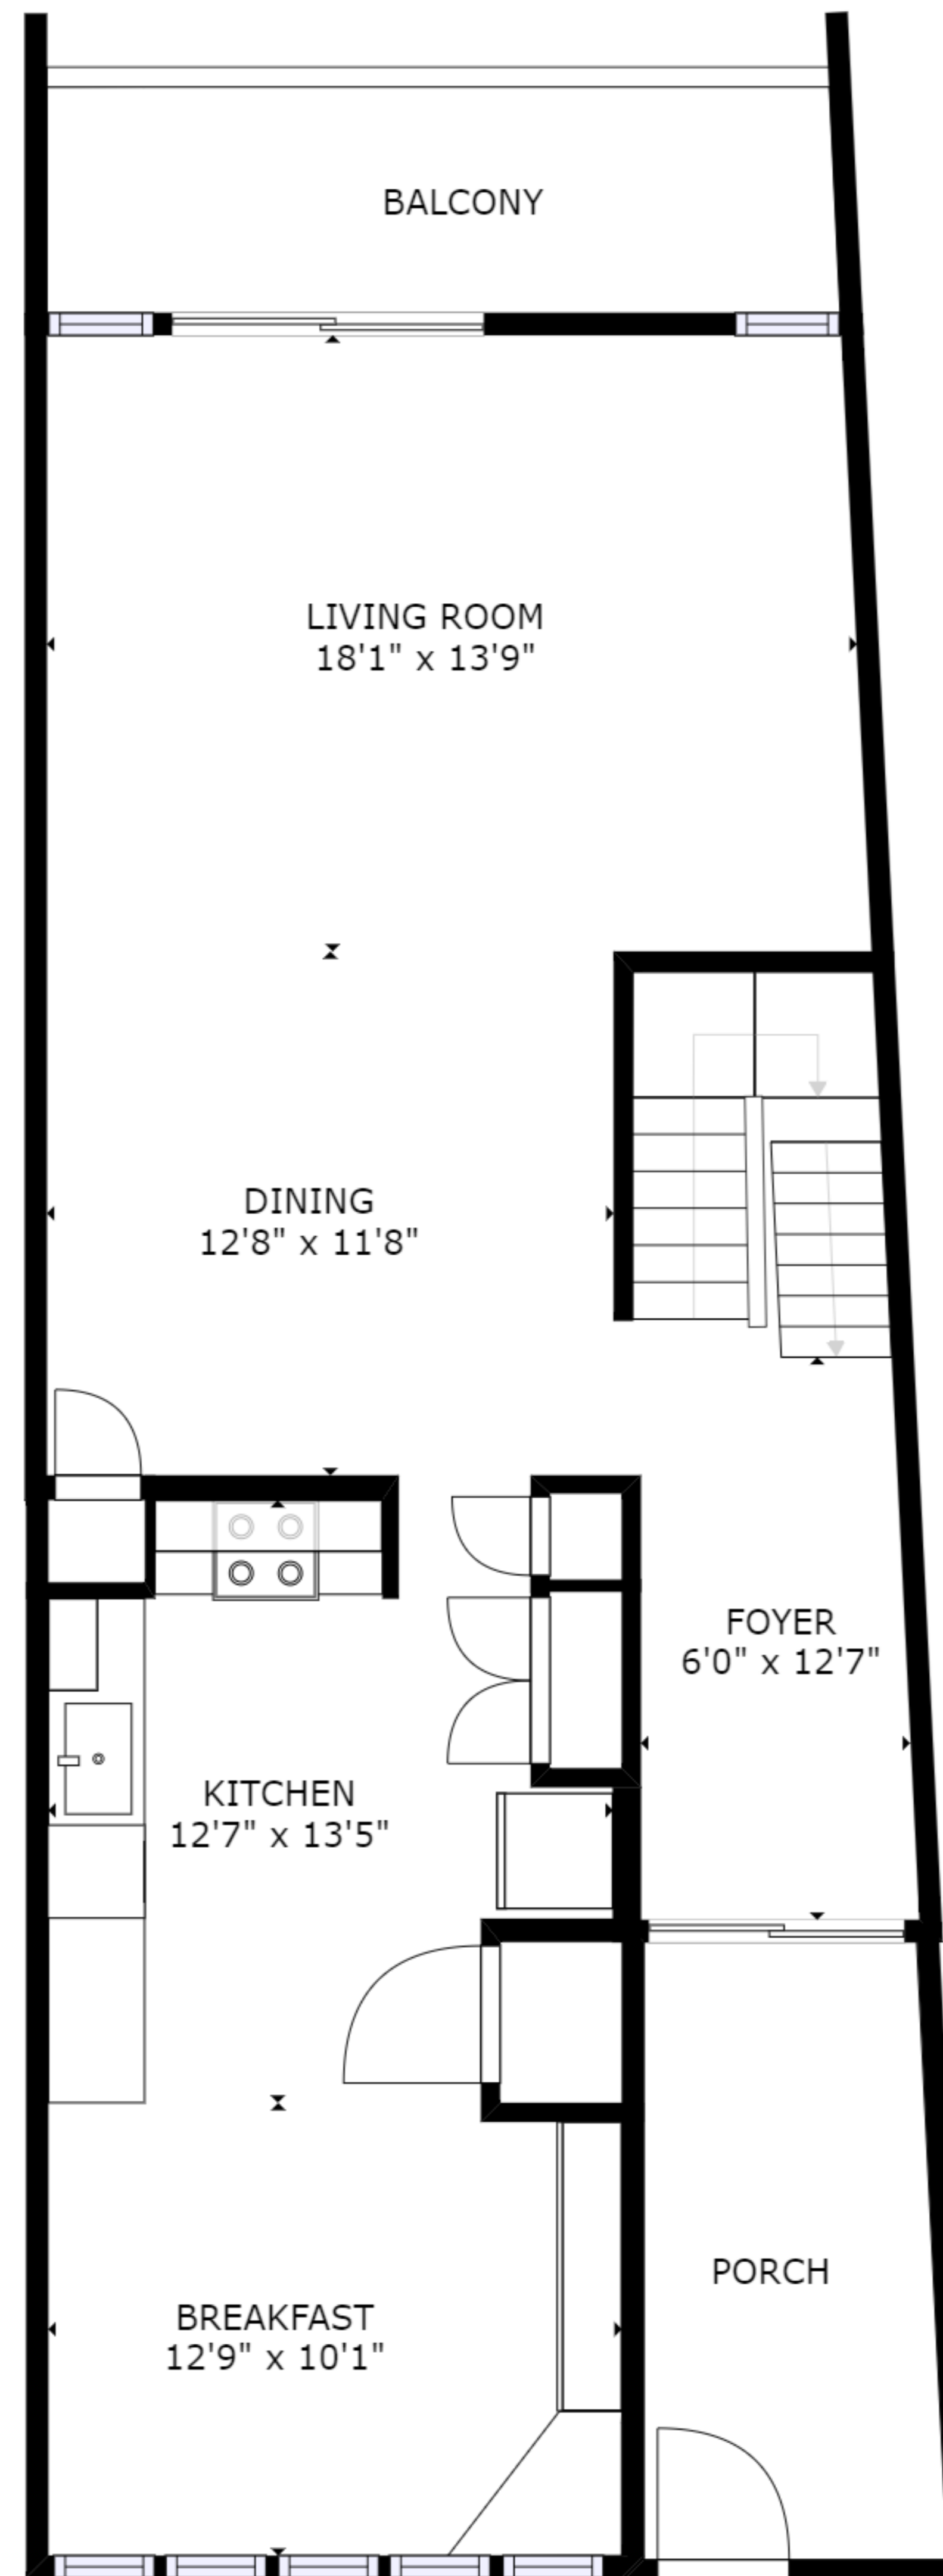 BALCONY
LIVING ROOM
18'1" x 13'9"
DINING
12'8" x 11'8"
FOYER
6'0" x 12'7"
KITCHEN
12'7" x 13'5"
PORCH
BREAKFAST
12'9" x 10'1"